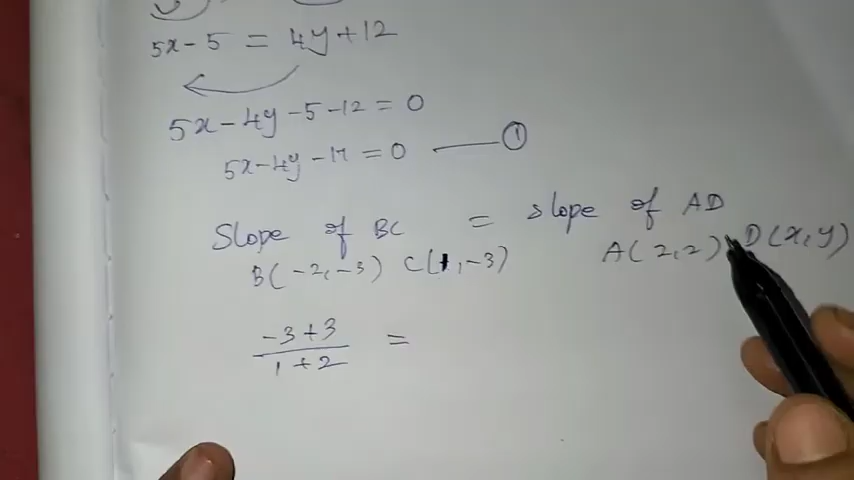 5x - 5 = 4y + 12
5x - 4y - 5 - 12 = 0
5x - 4y - 17 = 0 ①
Slope of BC = slope of AD
B(-2,-3) C(1,-3) A(2,2) D(x,y)
-3+3
1+2 =